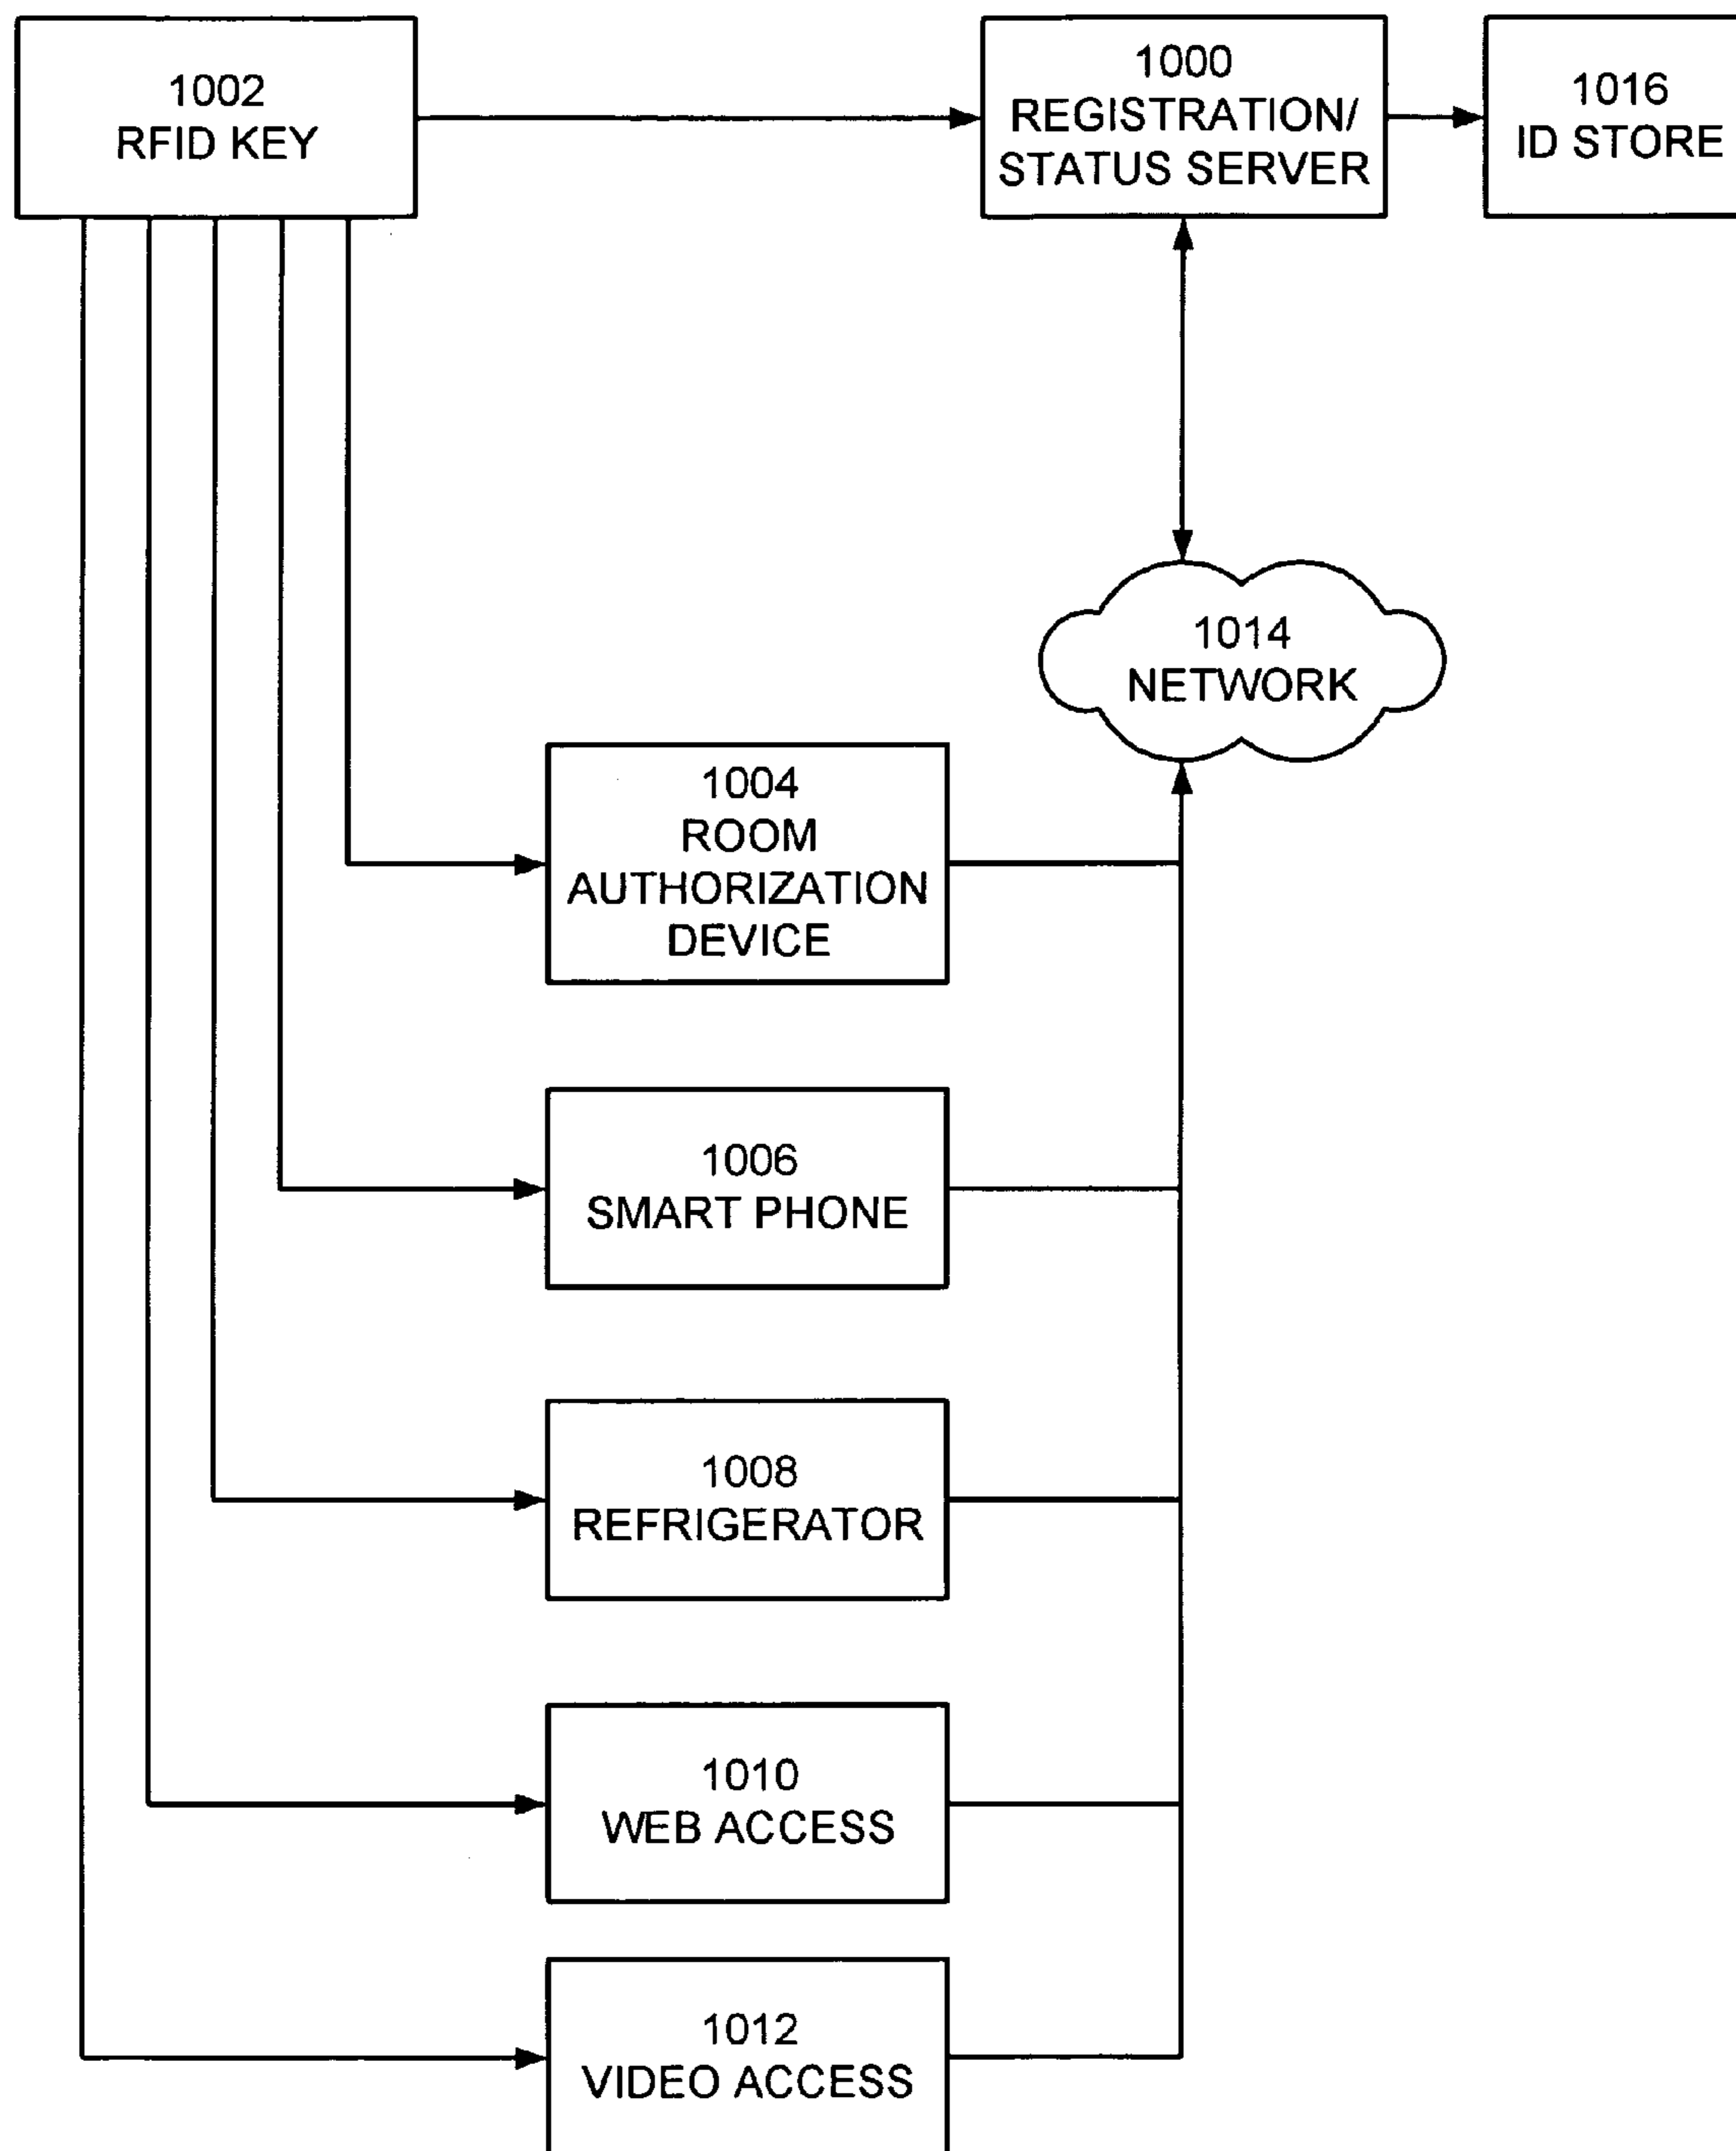 1002
RFID KEY
1000
REGISTRATION/
STATUS SERVER
1016
ID STORE
1014
NETWORK
1004
ROOM
AUTHORIZATION
DEVICE
1006
SMART PHONE
1008
REFRIGERATOR
1010
WEB ACCESS
1012
VIDEO ACCESS